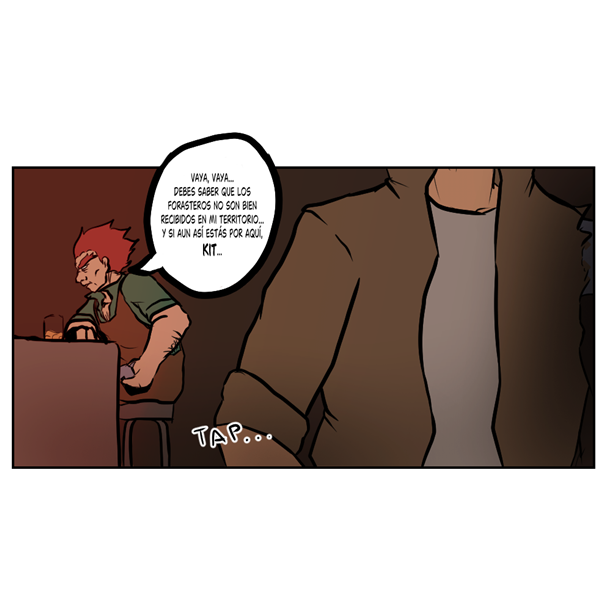 VAYA, VAYA...
DEBES SABER QUE LOS
FORASTEROS NO SON BIEN
RECIBIDOS EN MI TERRITORIO...
Y SI AUN ASÍ ESTÁS POR AQUÍ,
KIT...
TAP...